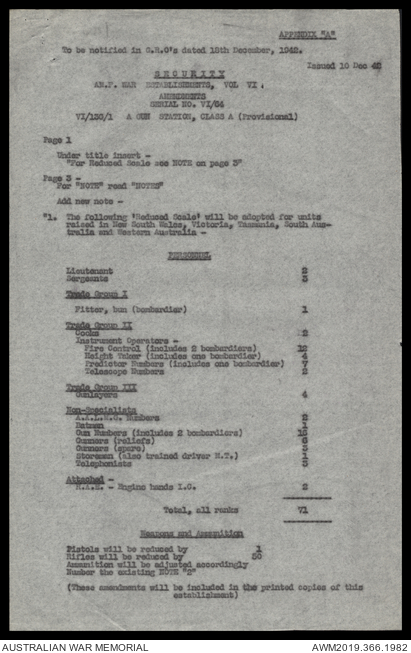 APPENDIX "A"
To be notified in G.R.O's dated 18th December, 1942.
Issued 10 Dec 42
SECURITY
AM.F. WAR ESTABLISHMENTS, VOL VI.
AMENDMENTS
SERIAL NO. VI/64
VI/130/1 A GUN STATION, CLASS A (Provisional)
Page 1
Under title insert -
"For Reduced Scale see NOTE on page 3"
Page 3 -
For "NOTE" read "NOTES"
Add new note -
"1. The following 'Reduced Scale' will be adopted for units
raised in New South Wales, Victoria, Tasmania, South Aus-
tralia and Western Australia -
PERSONNEL
Lieutenant 2
Sergeants 3
Trade Group I
Fitter, bun (bombardier) 1
Trade Group II
Cooks 2
Instrument Operators -
Fire Control (includes 2 bombardiers) 12
Height Taker (includes one bombardier) 4
Predictor Numbers (includes one bombardier) 7
Telescope Numbers 2
Trade Group III
Gunlayers 4
Non-Specialists
A.A.L.M.G. Numbers 2
Batman 1
Gun Numbers (includes 2 bombardiers)
Gunners (reliefs) 6
Gunners (spare) 3
Storeman (also trained driver M.T.) 1
Telephonists 3
Attached -
R.A.E. - Engine hands I.C. 2
Total, all ranks 71
Weapons and Ammunition
Pistols will be reduced by 1
Rifles will be reduced by 50
Ammunition will be adjusted accordingly
Number the existing NOTE "2"
(These amendments will be included in the printed copies of this
establishment)
AUSTRALIAN WAR MEMORIAL
AWM2019.366.1982